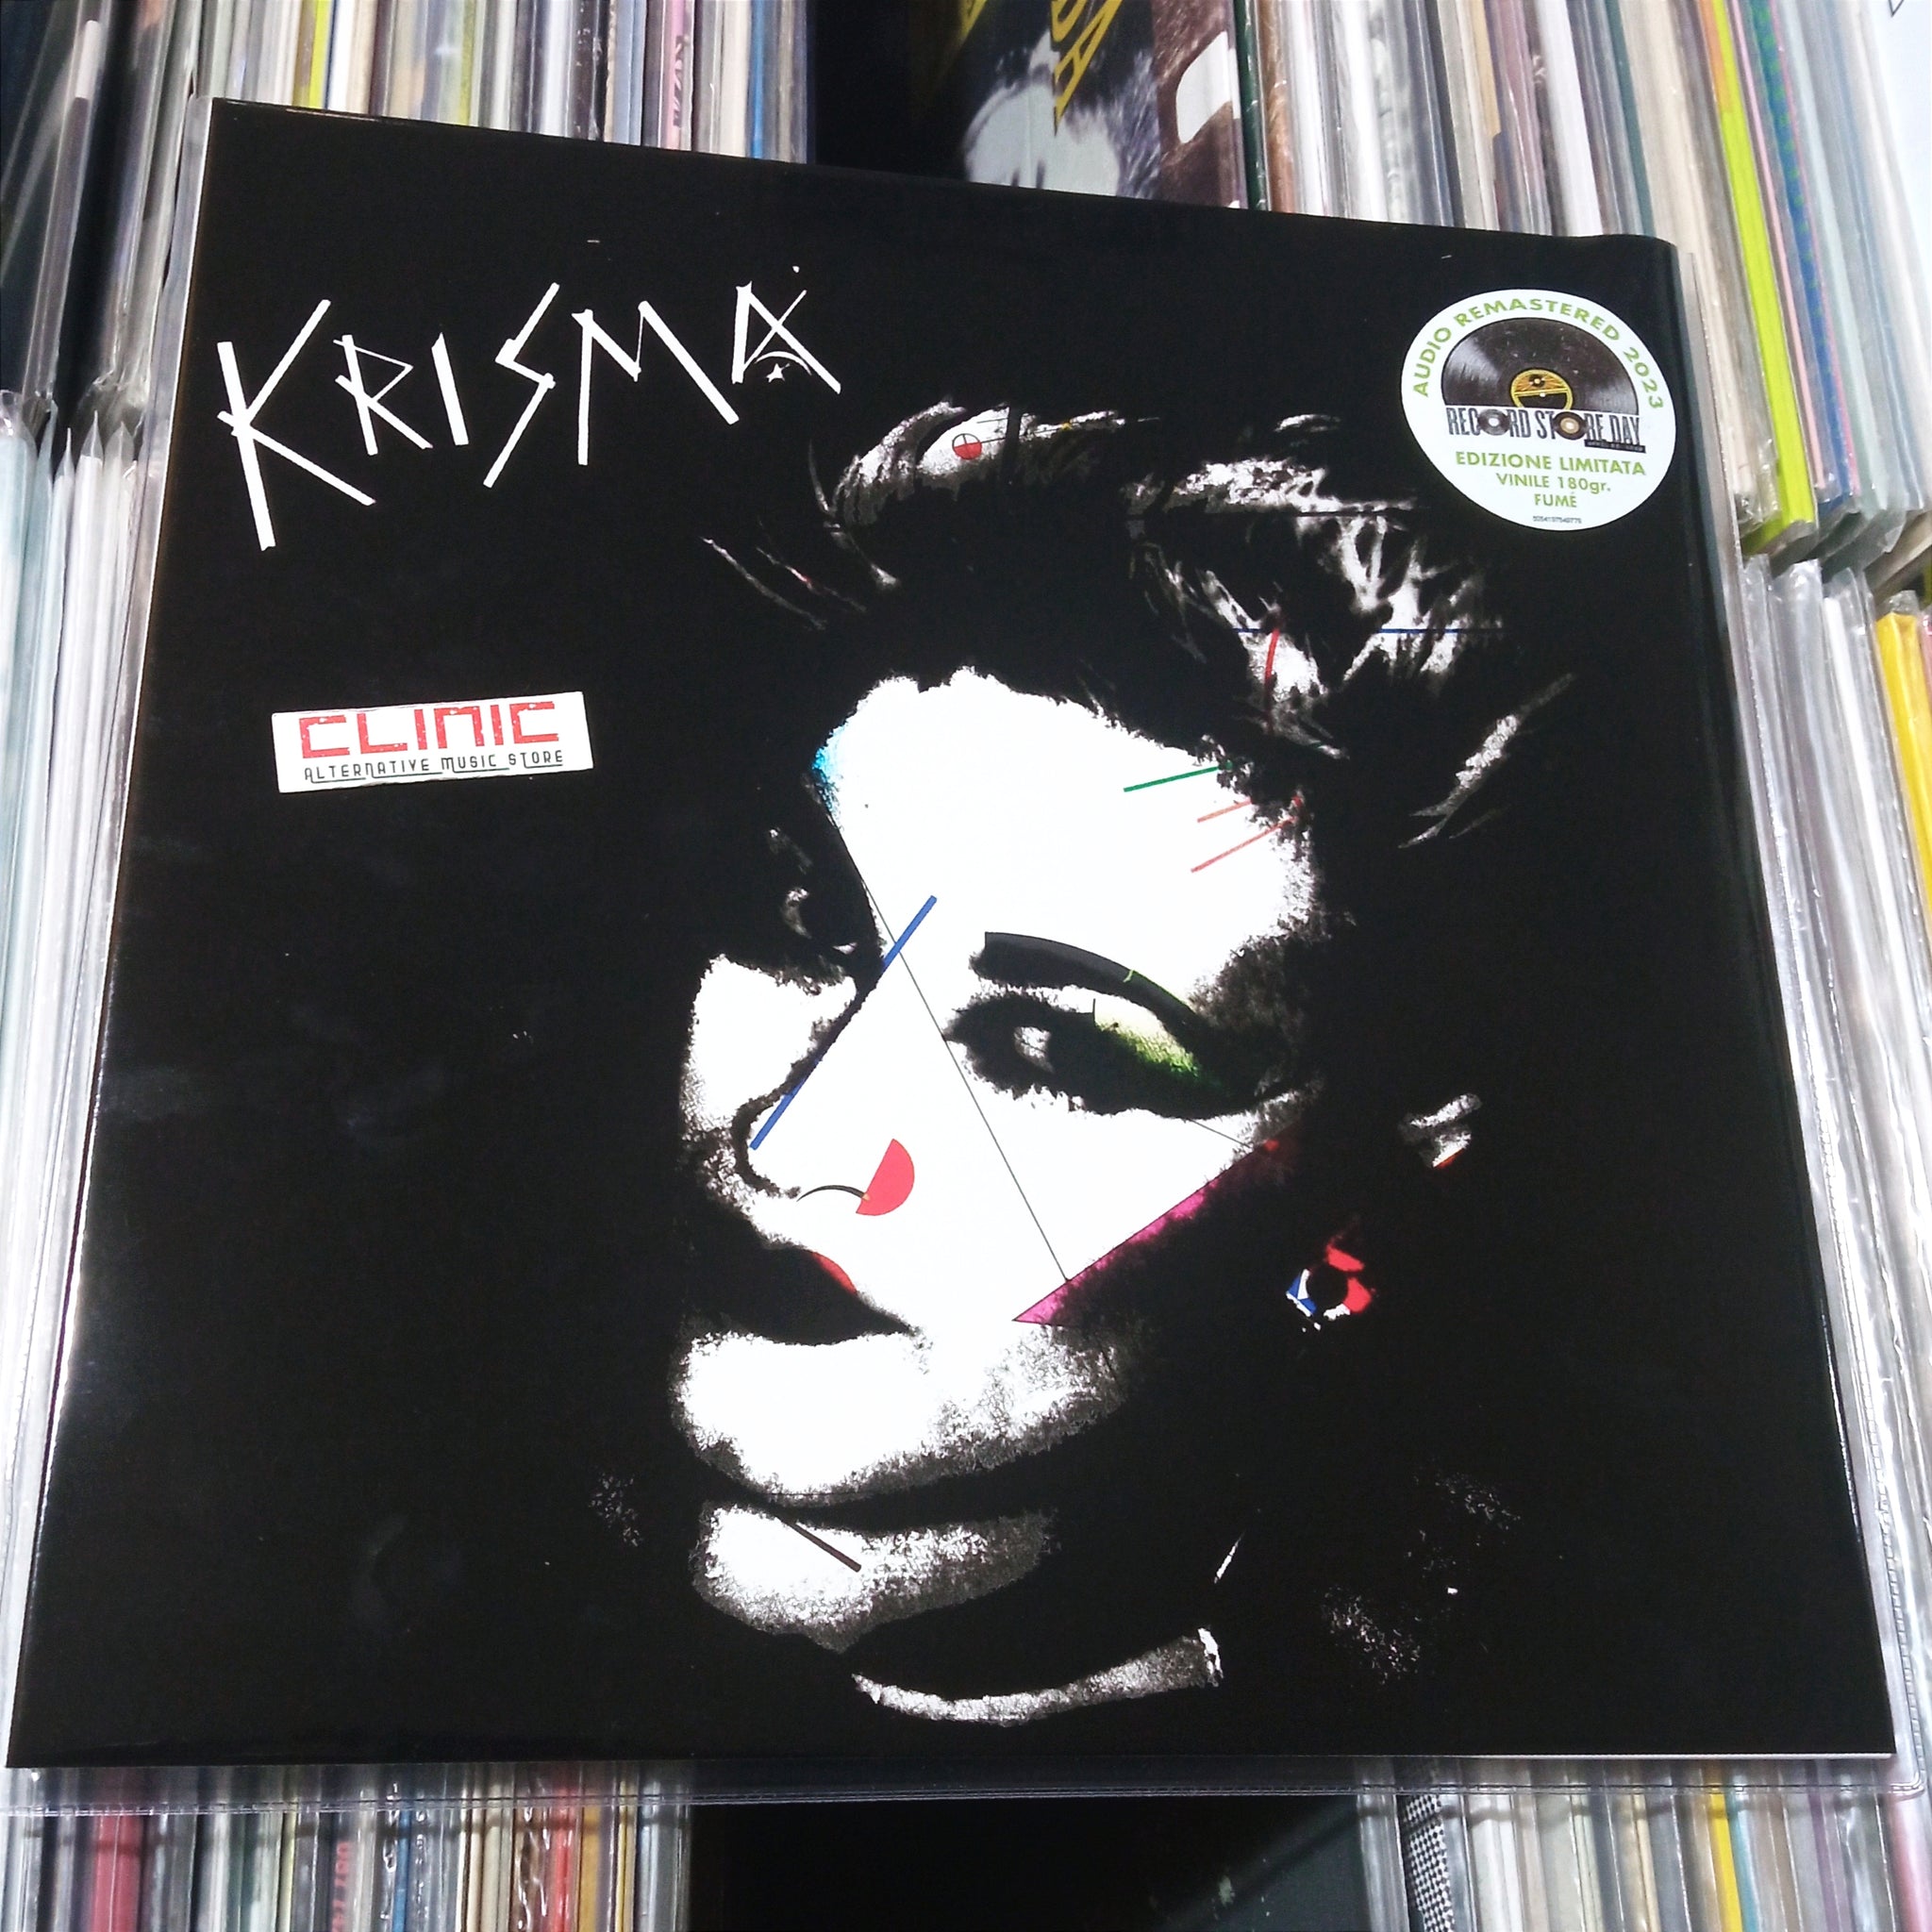 KRISMA
AUDIO REMASTERED 2023
RECORD STORE DAY
EDIZIONE LIMITATA
VINILE 180gr.
FUMÉ
CLINIC
ALTERNATIVE MUSIC STORE